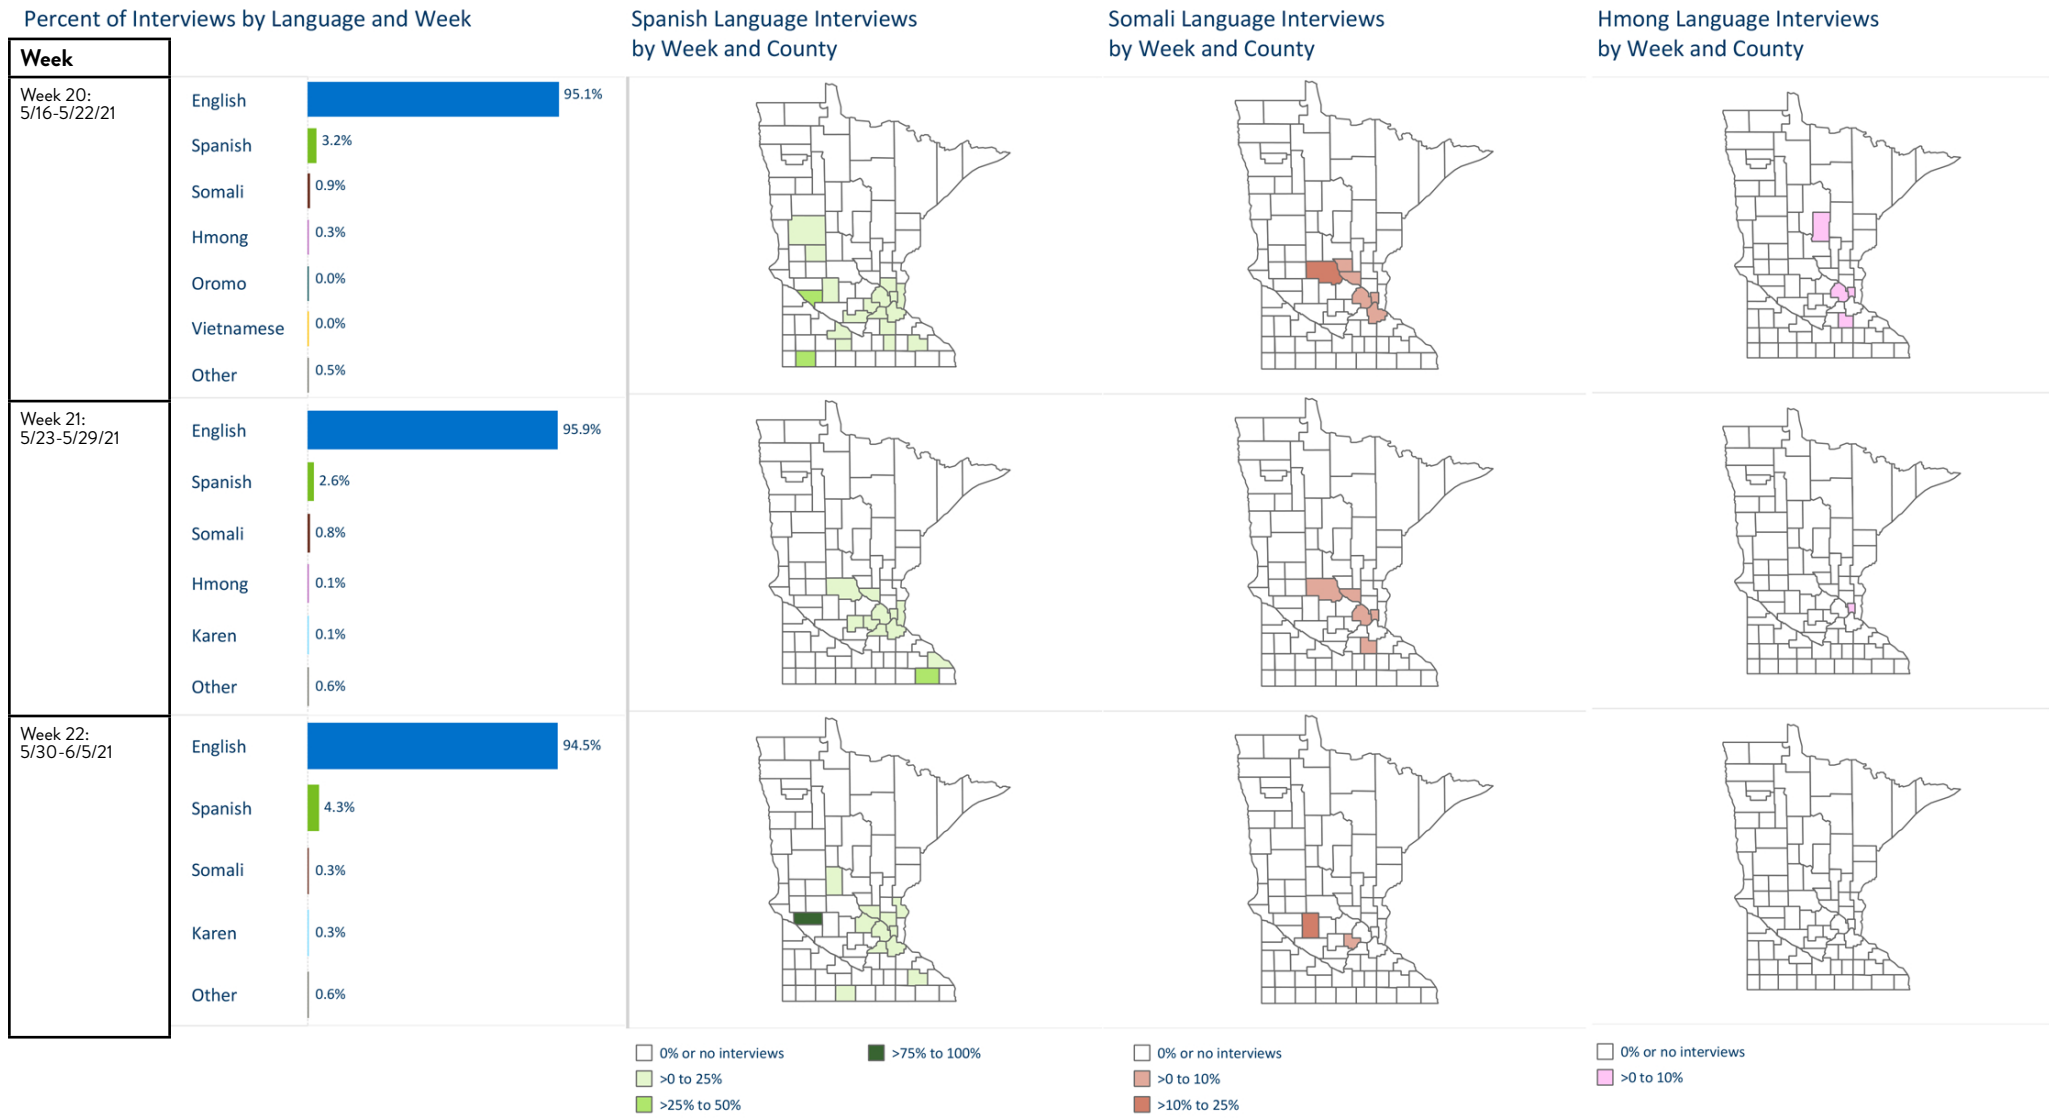 Percent of Interviews by Language and Week
Spanish Language Interviews
by Week and County
Somali Language Interviews
by Week and County
Hmong Language Interviews
by Week and County
Week
Week 20:
5/16-5/22/21
English 95.1%
Spanish 3.2%
Somali 0.9%
Hmong 0.3%
Oromo 0.0%
Vietnamese 0.0%
Other 0.5%
Week 21:
5/23-5/29/21
English 95.9%
Spanish 2.6%
Somali 0.8%
Hmong 0.1%
Karen 0.1%
Other 0.6%
Week 22:
5/30-6/5/21
English 94.5%
Spanish 4.3%
Somali 0.3%
Karen 0.3%
Other 0.6%
0% or no interviews
>0 to 25%
>25% to 50%
>75% to 100%
0% or no interviews
>0 to 10%
>10% to 25%
0% or no interviews
>0 to 10%